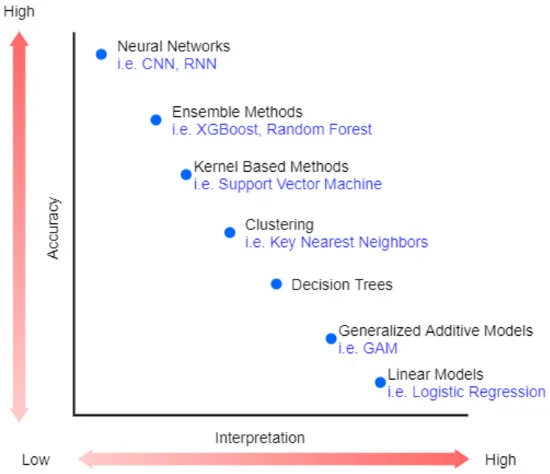 High
Neural Networks
i.e. CNN, RNN
Ensemble Methods
i.e. XGBoost, Random Forest
Kernel Based Methods
i.e. Support Vector Machine
Clustering
i.e. Key Nearest Neighbors
Accuracy
Decision Trees
Generalized Additive Models
i.e. GAM
Linear Models
i.e. Logistic Regression
Interpretation
Low
High